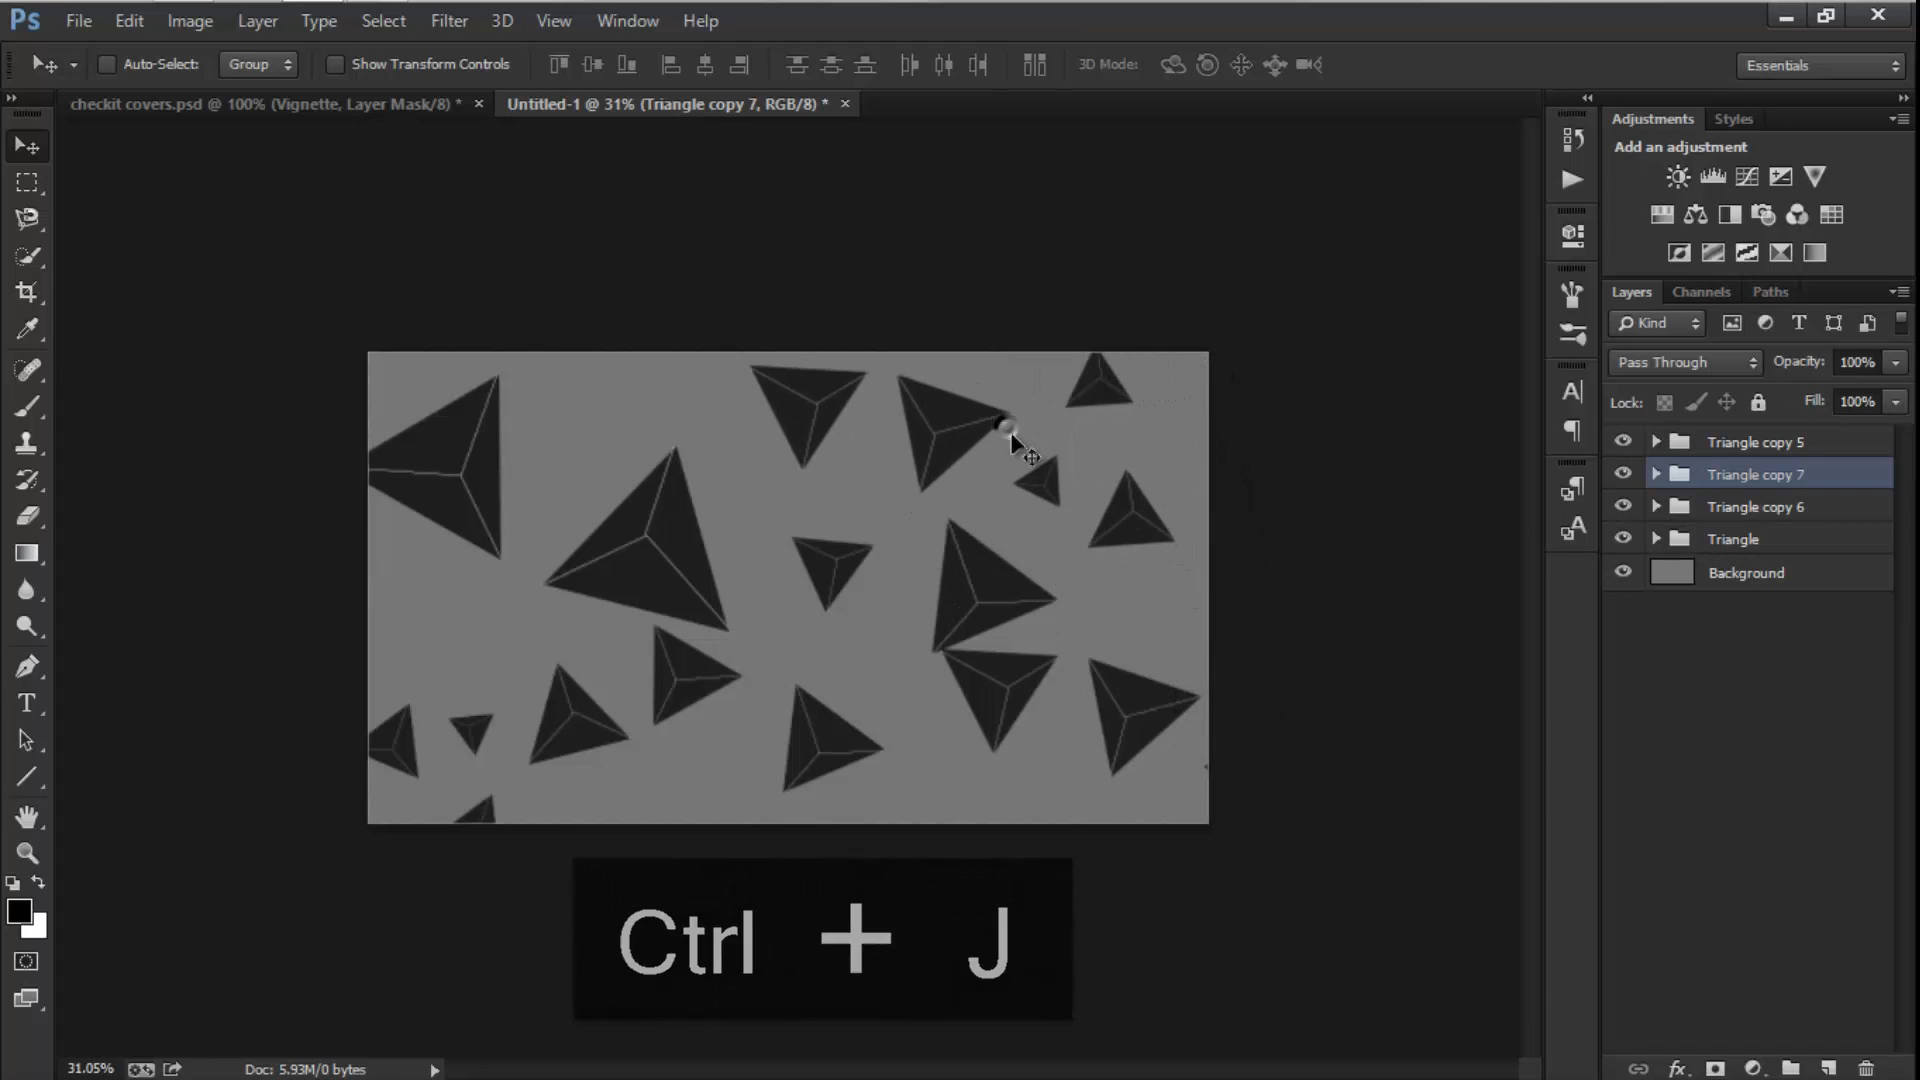 Ps File Edit Image Layer Type Select Filter 3D View Window Help
Auto-Select: Group Show Transform Controls 3D Mode: Essentials
checkit covers.psd @ 100% (Vignette, Layer Mask/8) * × Untitled-1 @ 31% (Triangle copy 7, RGB/8) * ×
Adjustments Styles
Add an adjustment
Layers Channels Paths
Kind
Pass Through Opacity: 100%
Lock: Fill: 100%
Triangle copy 5
Triangle copy 7
Triangle copy 6
Triangle
Background
Ctrl + J
31.05% Doc: 5.93M/0 bytes